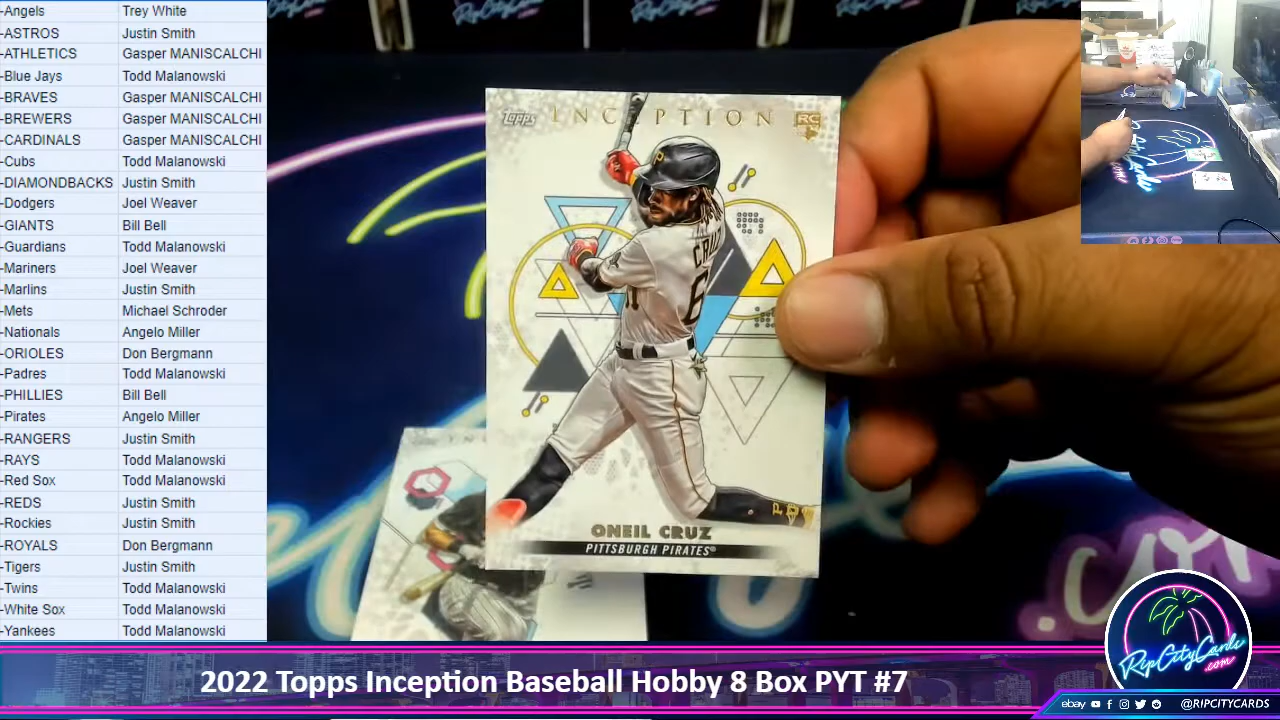 -Angels Trey White
-ASTROS Justin Smith
-ATHLETICS Gasper MANISCALCHI
-Blue Jays Todd Malanowski
-BRAVES Gasper MANISCALCHI
-BREWERS Gasper MANISCALCHI
-CARDINALS Gasper MANISCALCHI
-Cubs Todd Malanowski
-DIAMONDBACKS Justin Smith
-Dodgers Joel Weaver
-GIANTS Bill Bell
-Guardians Todd Malanowski
-Mariners Joel Weaver
-Marlins Justin Smith
-Mets Michael Schroder
-Nationals Angelo Miller
-ORIOLES Don Bergmann
-Padres Todd Malanowski
-PHILLIES Bill Bell
-Pirates Angelo Miller
-RANGERS Justin Smith
-RAYS Todd Malanowski
-Red Sox Todd Malanowski
-REDS Justin Smith
-Rockies Justin Smith
-ROYALS Don Bergmann
-Tigers Justin Smith
-Twins Todd Malanowski
-White Sox Todd Malanowski
-Yankees Todd Malanowski
Topps INCEPTION RC
P
CRUZ
ONEIL CRUZ
PITTSBURGH PIRATES®
2022 Topps Inception Baseball Hobby 8 Box PYT #7
RipCityCards
.com
ebay @RIPCITYCARDS